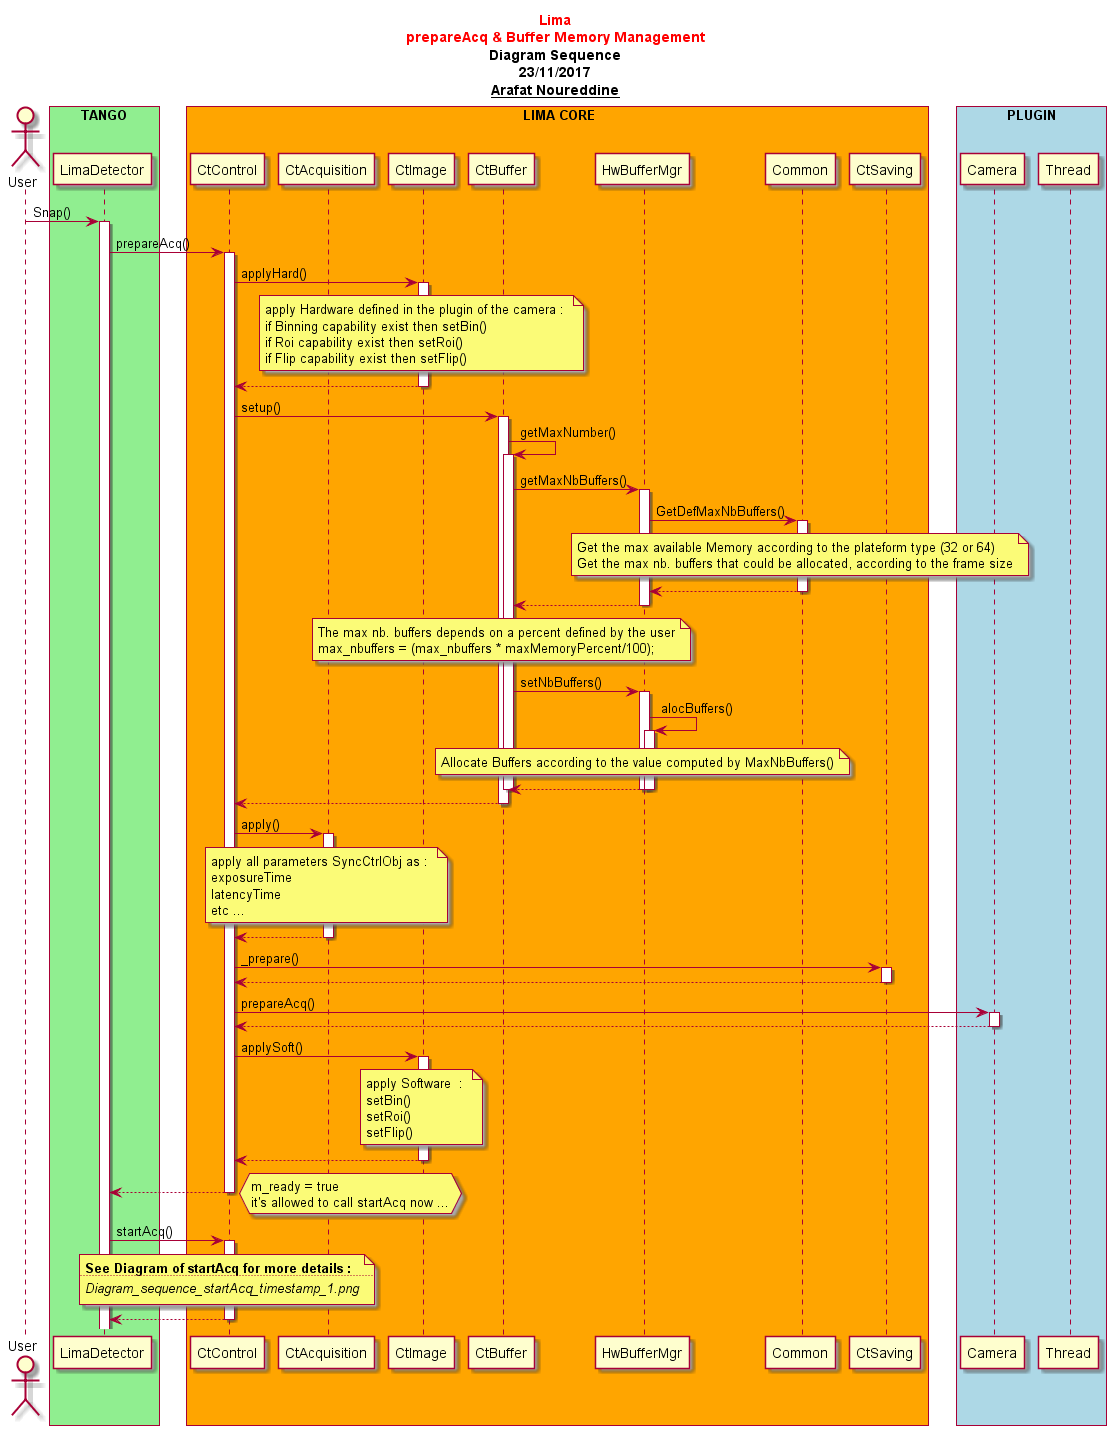 Lima
prepareAcq & Buffer Memory Management
Diagram Sequence
23/11/2017
Arafat Noureddine
TANGO
LIMA CORE
PLUGIN
User
LimaDetector
CtControl
CtAcquisition
CtImage
CtBuffer
HwBufferMgr
Common
CtSaving
Camera
Thread
Snap()
prepareAcq()
applyHard()
apply Hardware defined in the plugin of the camera :
if Binning capability exist then setBin()
if Roi capability exist then setRoi()
if Flip capability exist then setFlip()
setup()
getMaxNumber()
getMaxNbBuffers()
GetDefMaxNbBuffers()
Get the max available Memory according to the plateform type (32 or 64)
Get the max nb. buffers that could be allocated, according to the frame size
The max nb. buffers depends on a percent defined by the user
max_nbuffers = (max_nbuffers * maxMemoryPercent/100);
setNbBuffers()
alocBuffers()
Allocate Buffers according to the value computed by MaxNbBuffers()
apply()
apply all parameters SyncCtrlObj as :
exposureTime
latencyTime
etc ...
_prepare()
prepareAcq()
applySoft()
apply Software :
setBin()
setRoi()
setFlip()
m_ready = true
it's allowed to call startAcq now ...
startAcq()
See Diagram of startAcq for more details :
Diagram_sequence_startAcq_timestamp_1.png
User
LimaDetector
CtControl
CtAcquisition
CtImage
CtBuffer
HwBufferMgr
Common
CtSaving
Camera
Thread